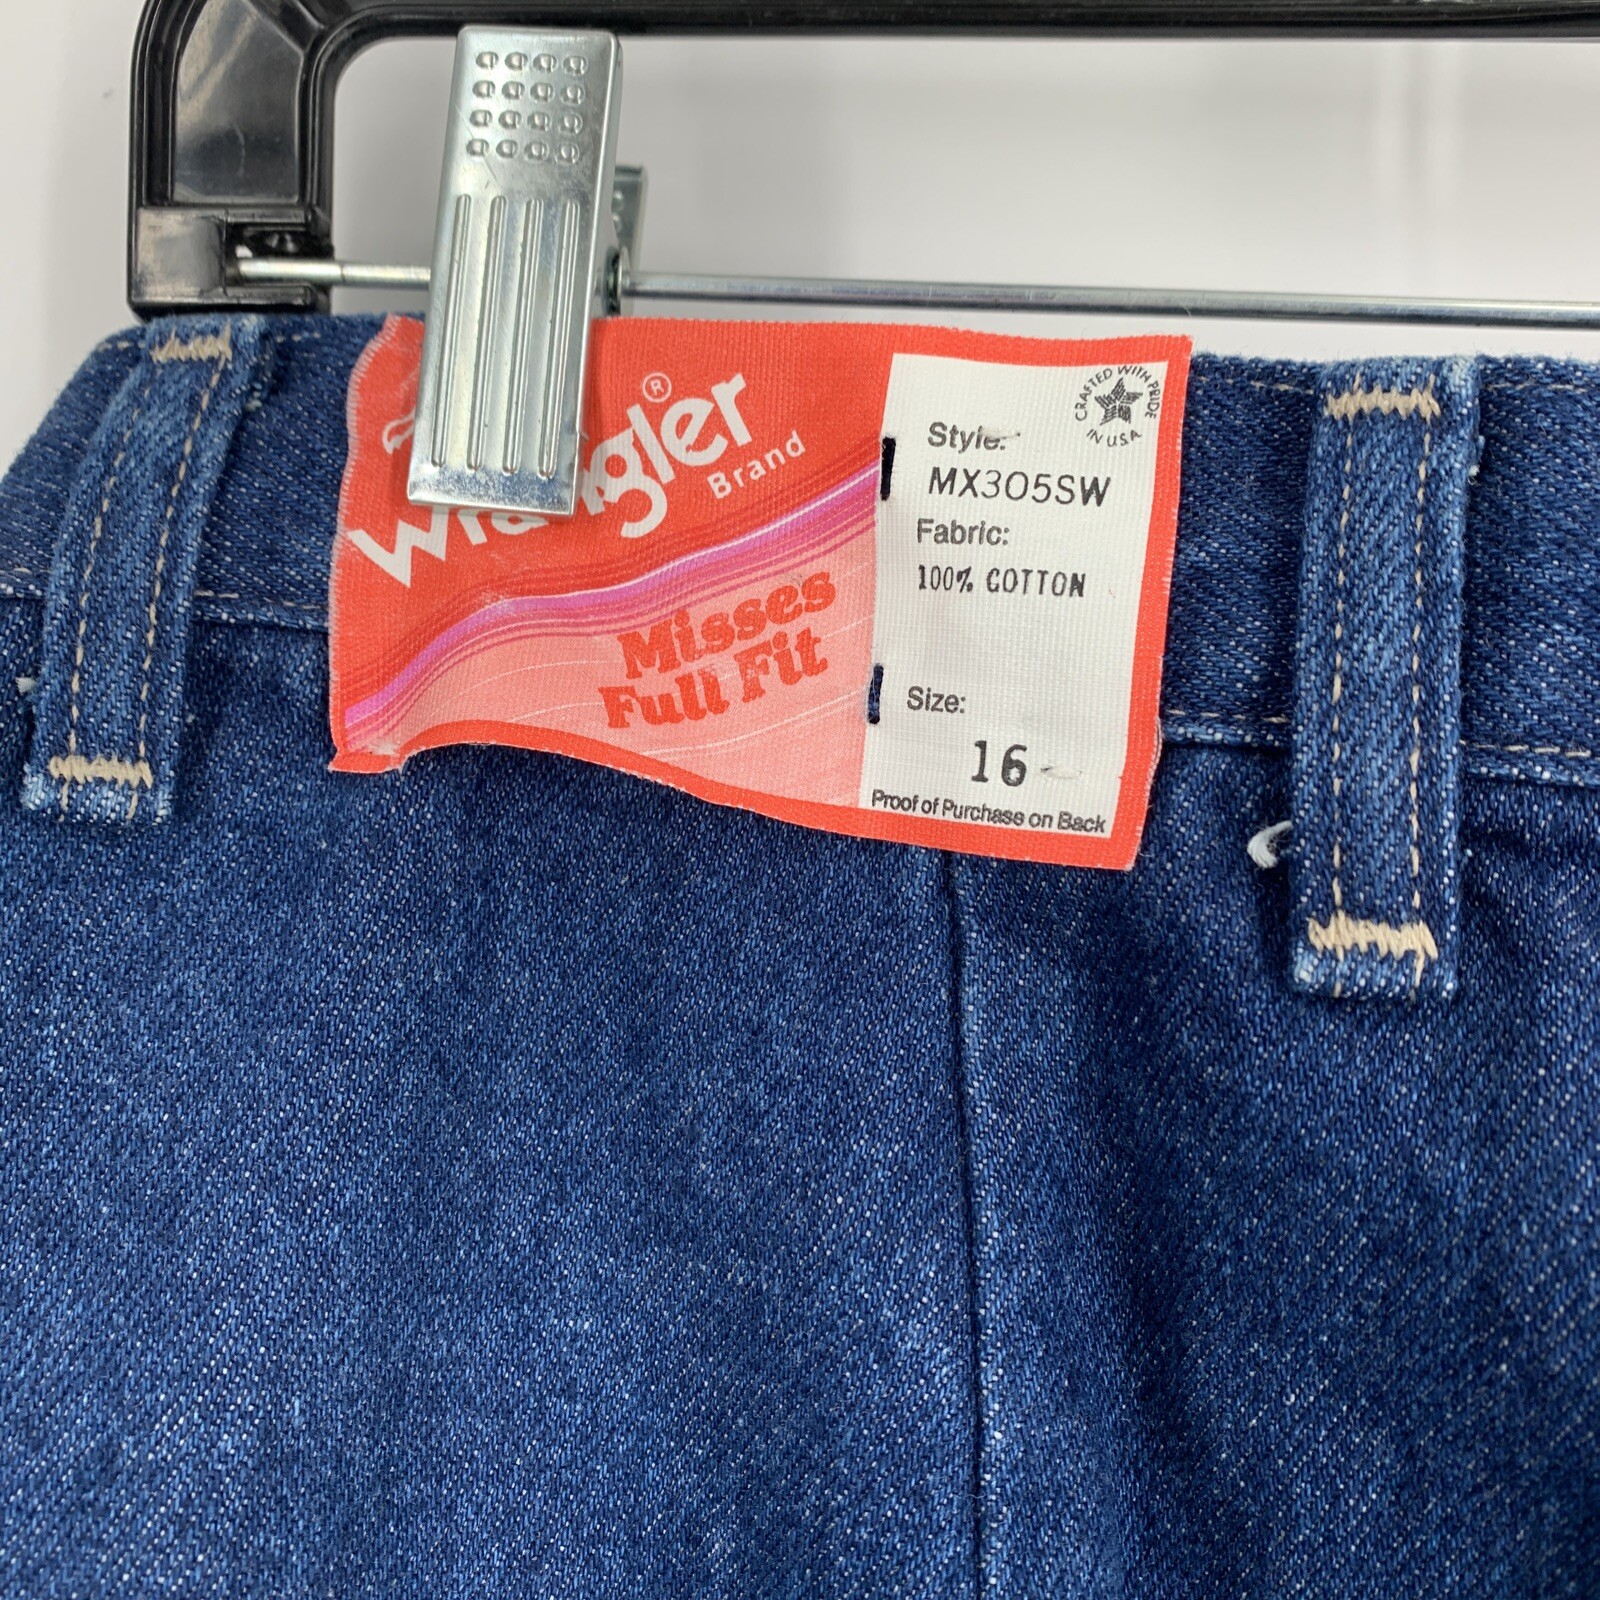 Wrangler ®
Brand
Misses
Full Fit
CRAFTED WITH PRIDE
IN U.S.A
Style:
MX305SW
Fabric:
100% COTTON
Size:
16
Proof of Purchase on Back